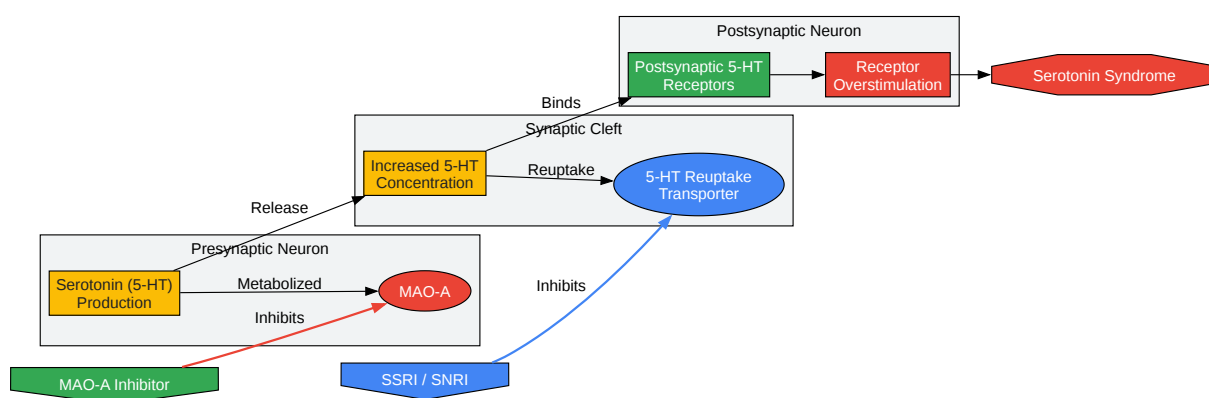 Postsynaptic Neuron
Postsynaptic 5-HT
Receptors
Receptor
Overstimulation
Serotonin Syndrome
Binds
Synaptic Cleft
Increased 5-HT
Concentration
Reuptake
5-HT Reuptake
Transporter
Release
Presynaptic Neuron
Serotonin (5-HT)
Production
Metabolized
MAO-A
Inhibits
Inhibits
MAO-A Inhibitor
SSRI / SNRI